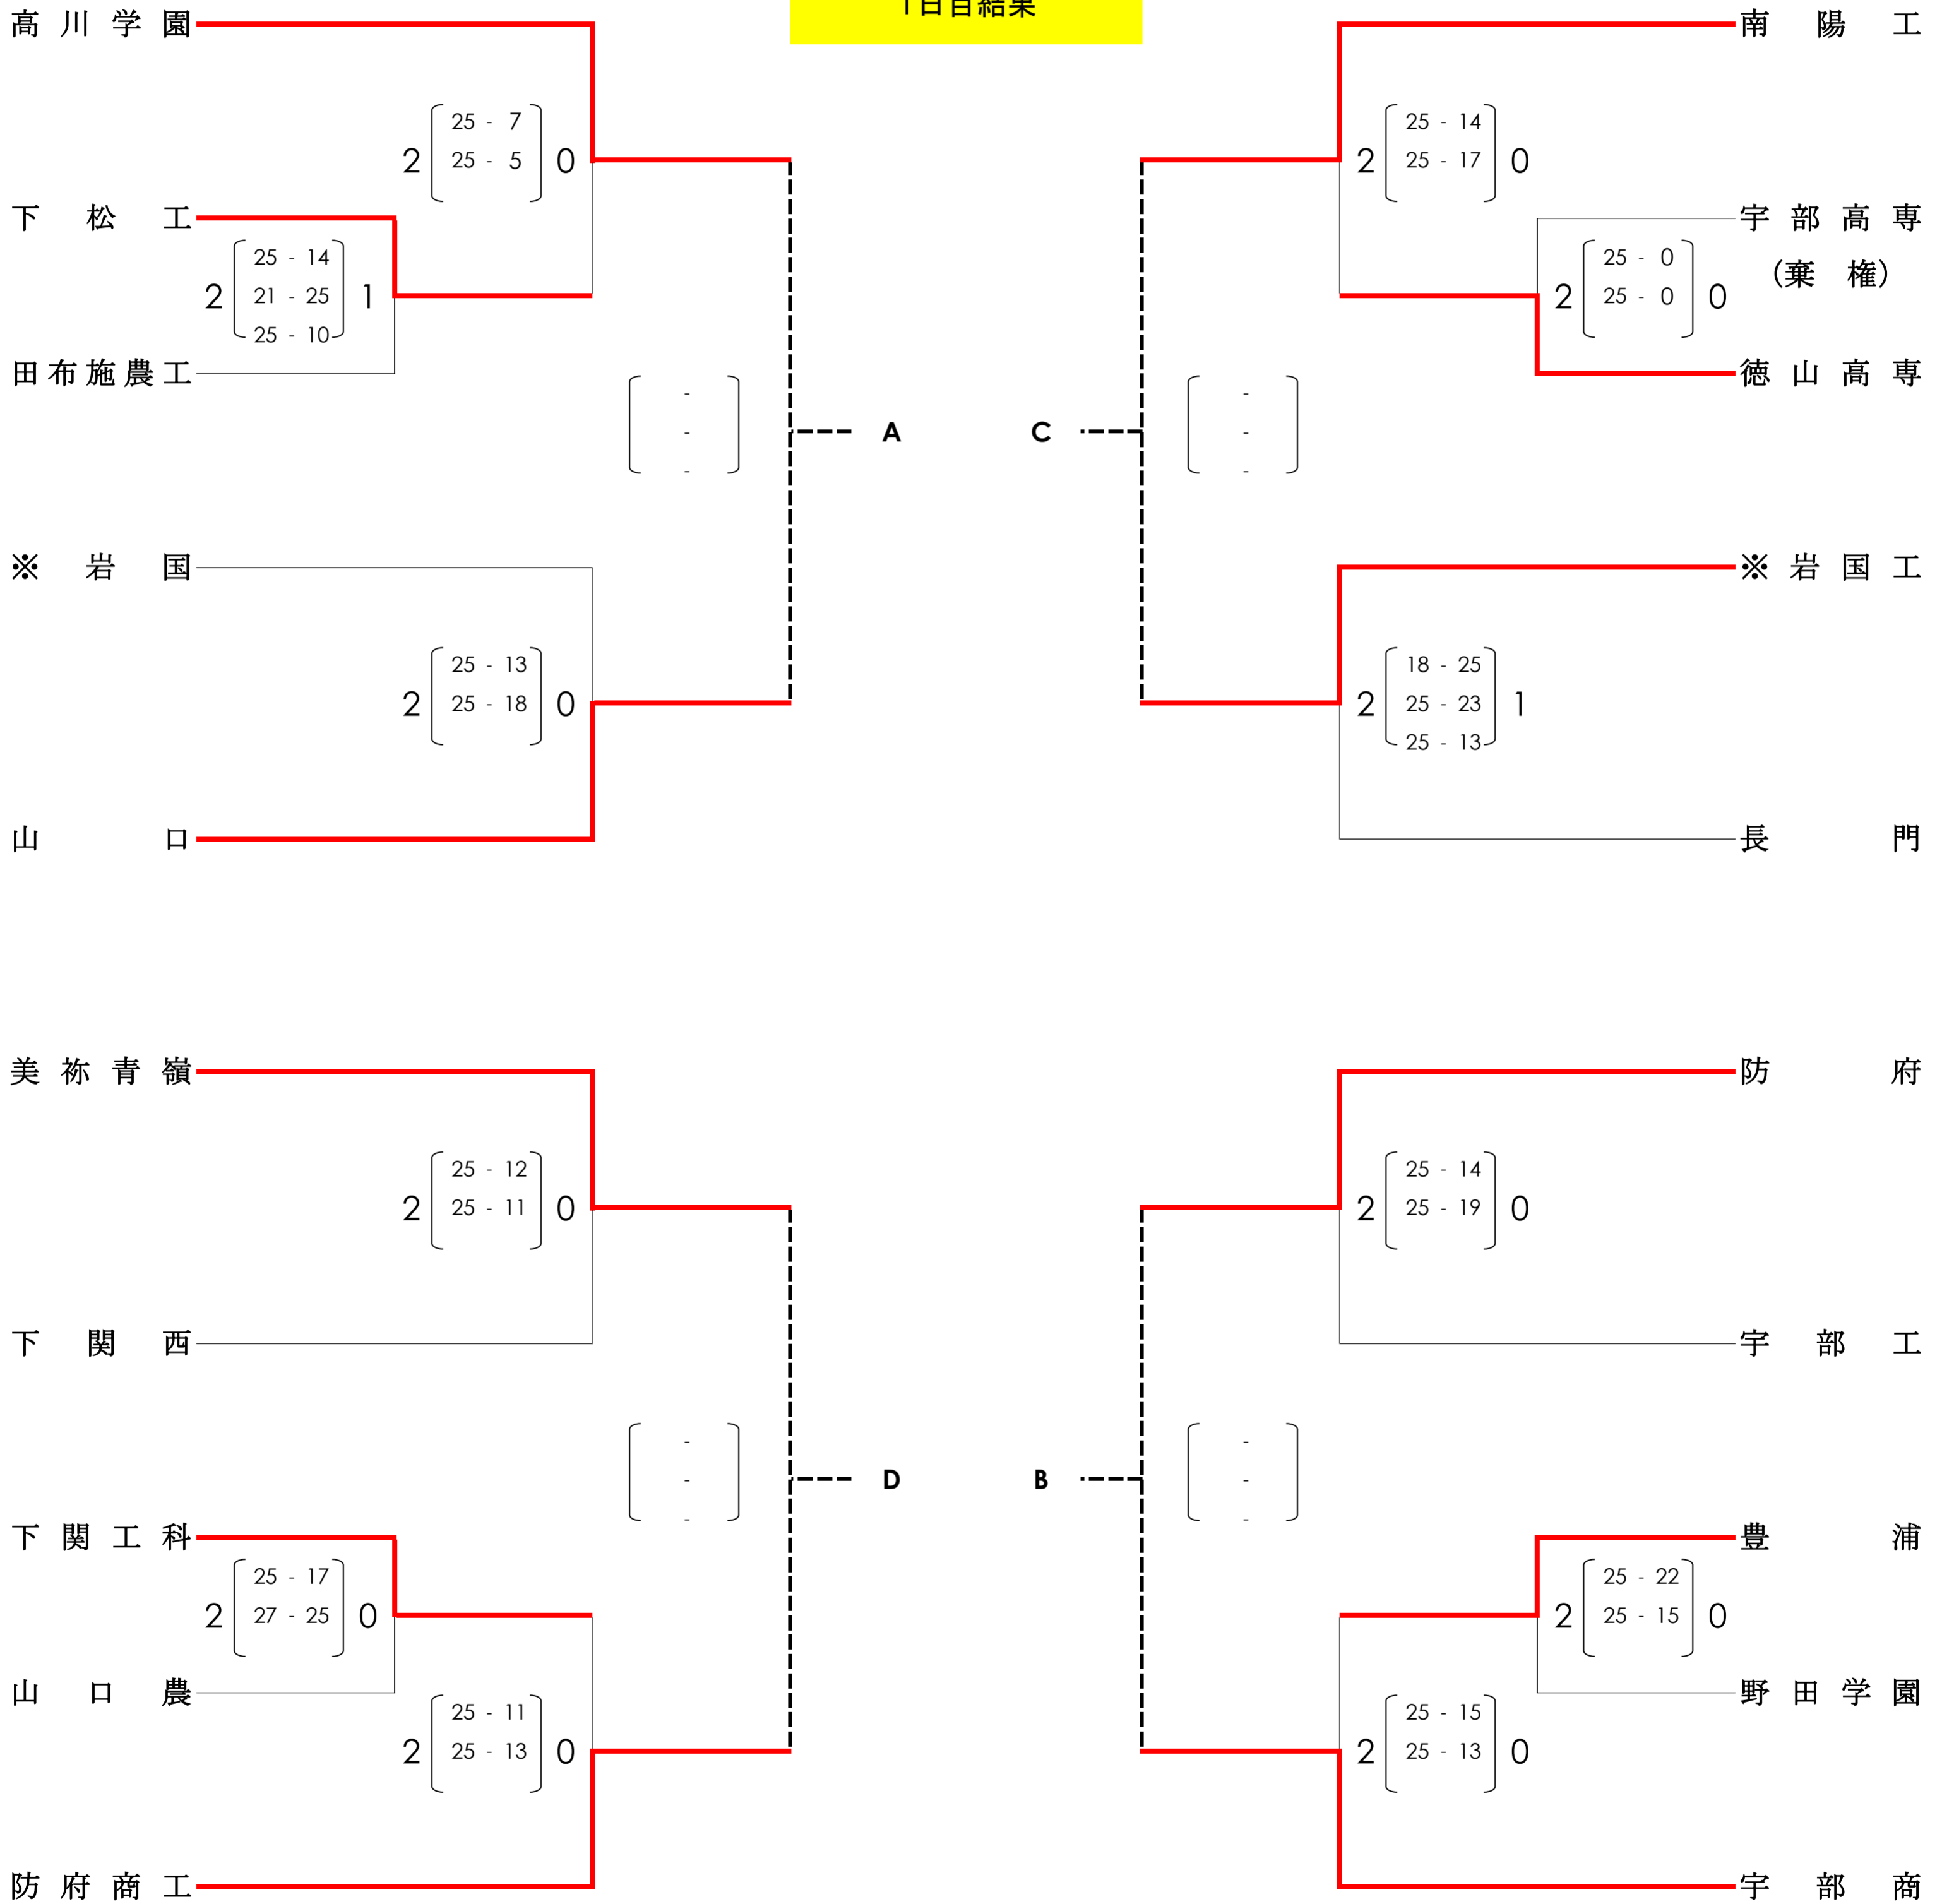 1日目結果
高川学園
2 25 - 7 0
25 - 5
下松工
2 25 - 14 1
21 - 25
25 - 10
田布施農工
-
-
-
A
※岩国
2 25 - 13 0
25 - 18
山口
南陽工
2 25 - 14 0
25 - 17
宇部高専
(棄権)
2 25 - 0 0
25 - 0
徳山高専
C
-
-
-
※岩国工
2 18 - 25 1
25 - 23
25 - 13
長門
美祢青嶺
2 25 - 12 0
25 - 11
下関西
-
-
-
D
下関工科
2 25 - 17 0
27 - 25
山口農
2 25 - 11 0
25 - 13
防府商工
防府
2 25 - 14 0
25 - 19
宇部工
B
-
-
-
豊浦
2 25 - 22 0
25 - 15
野田学園
2 25 - 15 0
25 - 13
宇部商